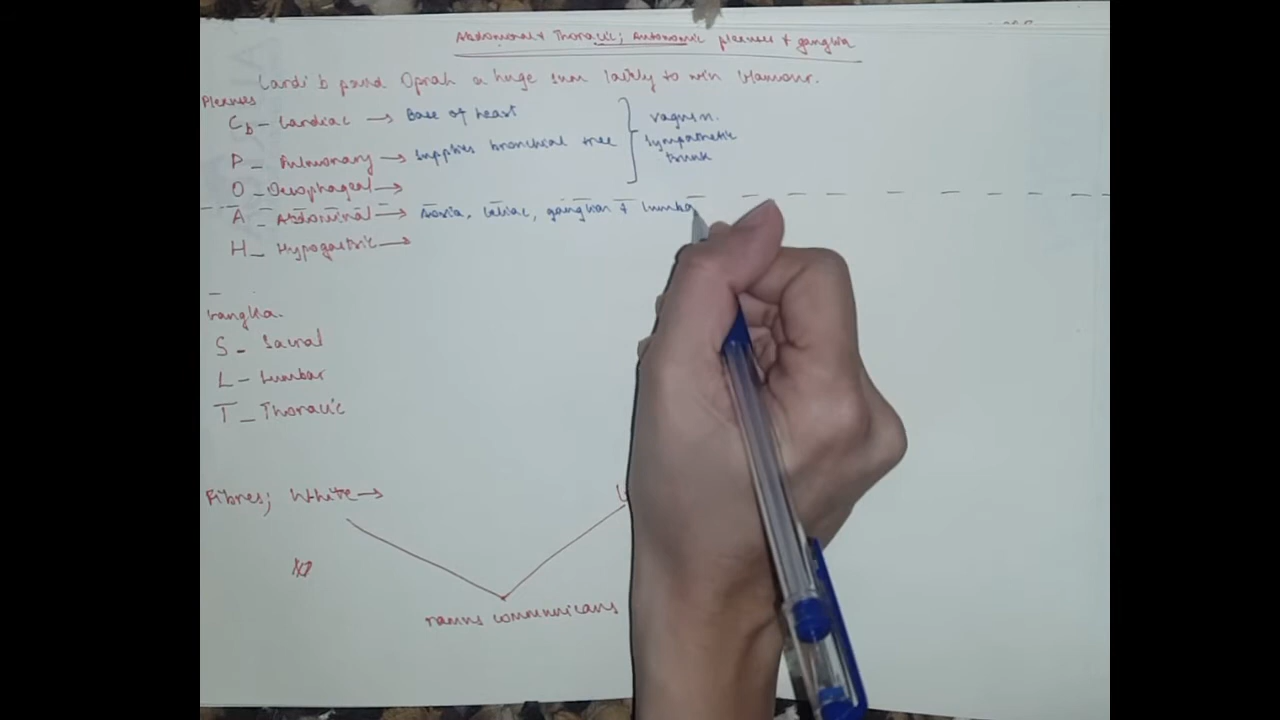 Abdominal & Thoracic; Autonomic plexuses & ganglia
Cardi b paid Oprah a huge sum lately to win
Plexuses
Cb - Cardiac → Base of heart
vagus n.
P - Pulmonary → Supplies bronchial tree
sympathetic
trunk
O - Oesophageal →
A - Abdominal → Aorta, Celiac, ganglian & Lumba
H - Hypogastric →
Ganglia.
S - Sacral
L - Lumbar
T - Thoracic
Fibres; White →
ramus communicans